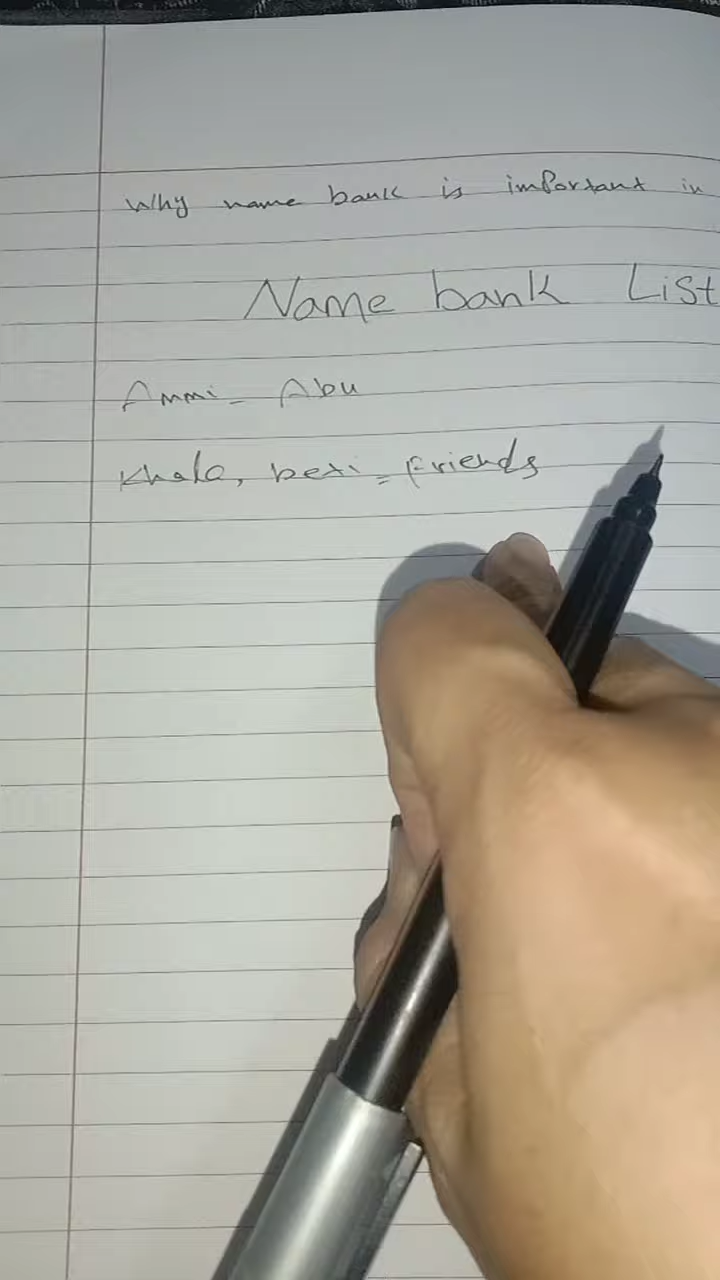 Why name bank is important in
Name bank List
Ammi - Abu
Khala, beti = friends